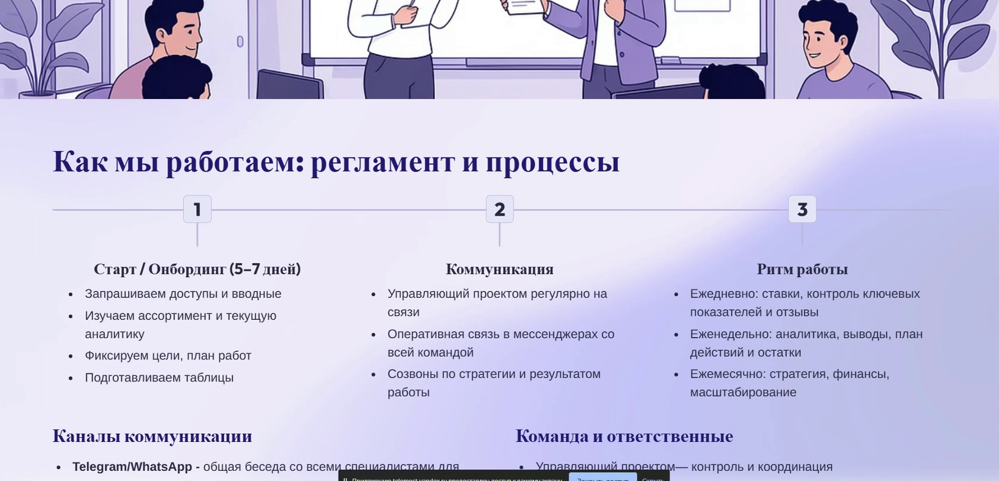 Как мы работаем: регламент и процессы
1
2
3
Старт / Онбординг (5–7 дней)
Запрашиваем доступы и вводные
Изучаем ассортимент и текущую
аналитику
Фиксируем цели, план работ
Подготавливаем таблицы
Коммуникация
Управляющий проектом регулярно на
связи
Оперативная связь в мессенджерах со
всей командой
Созвоны по стратегии и результатом
работы
Ритм работы
Ежедневно: ставки, контроль ключевых
показателей и отзывы
Еженедельно: аналитика, выводы, план
действий и остатки
Ежемесячно: стратегия, финансы,
масштабирование
Каналы коммуникации
Telegram/WhatsApp - общая беседа со всеми специалистами для
Команда и ответственные
Управляющий проектом— контроль и координация
Приложению telemost.yandex.ru предоставлен доступ к вашему экрану.
Закрыть доступ
Скрыть